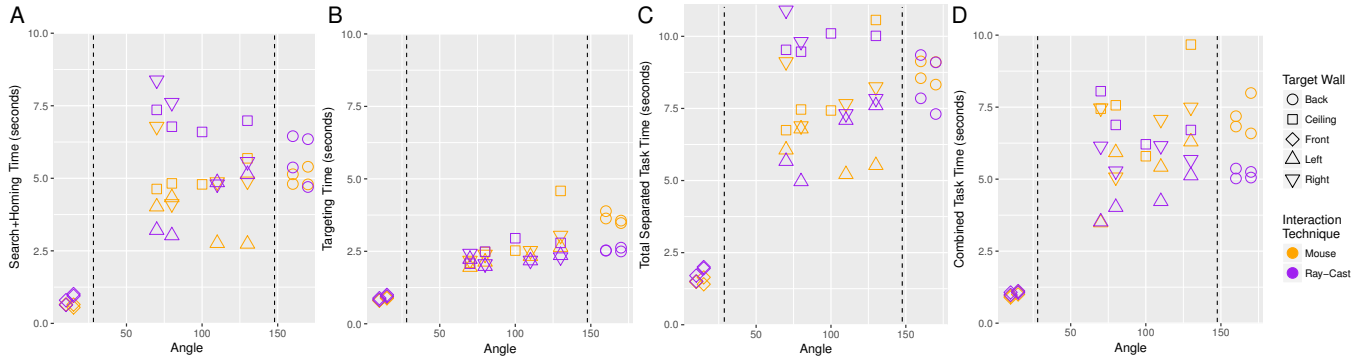 A
B
C
D
Search+Homing Time (seconds)
10.0
7.5
5.0
2.5
0.0
50
100
150
Angle
Targeting Time (seconds)
10.0
7.5
5.0
2.5
0.0
50
100
150
Angle
Total Separated Task Time (seconds)
10.0
7.5
5.0
2.5
0.0
50
100
150
Angle
Combined Task Time (seconds)
10.0
7.5
5.0
2.5
0.0
50
100
150
Angle
Target Wall
Back
Ceiling
Front
Left
Right
Interaction
Technique
Mouse
Ray-Cast